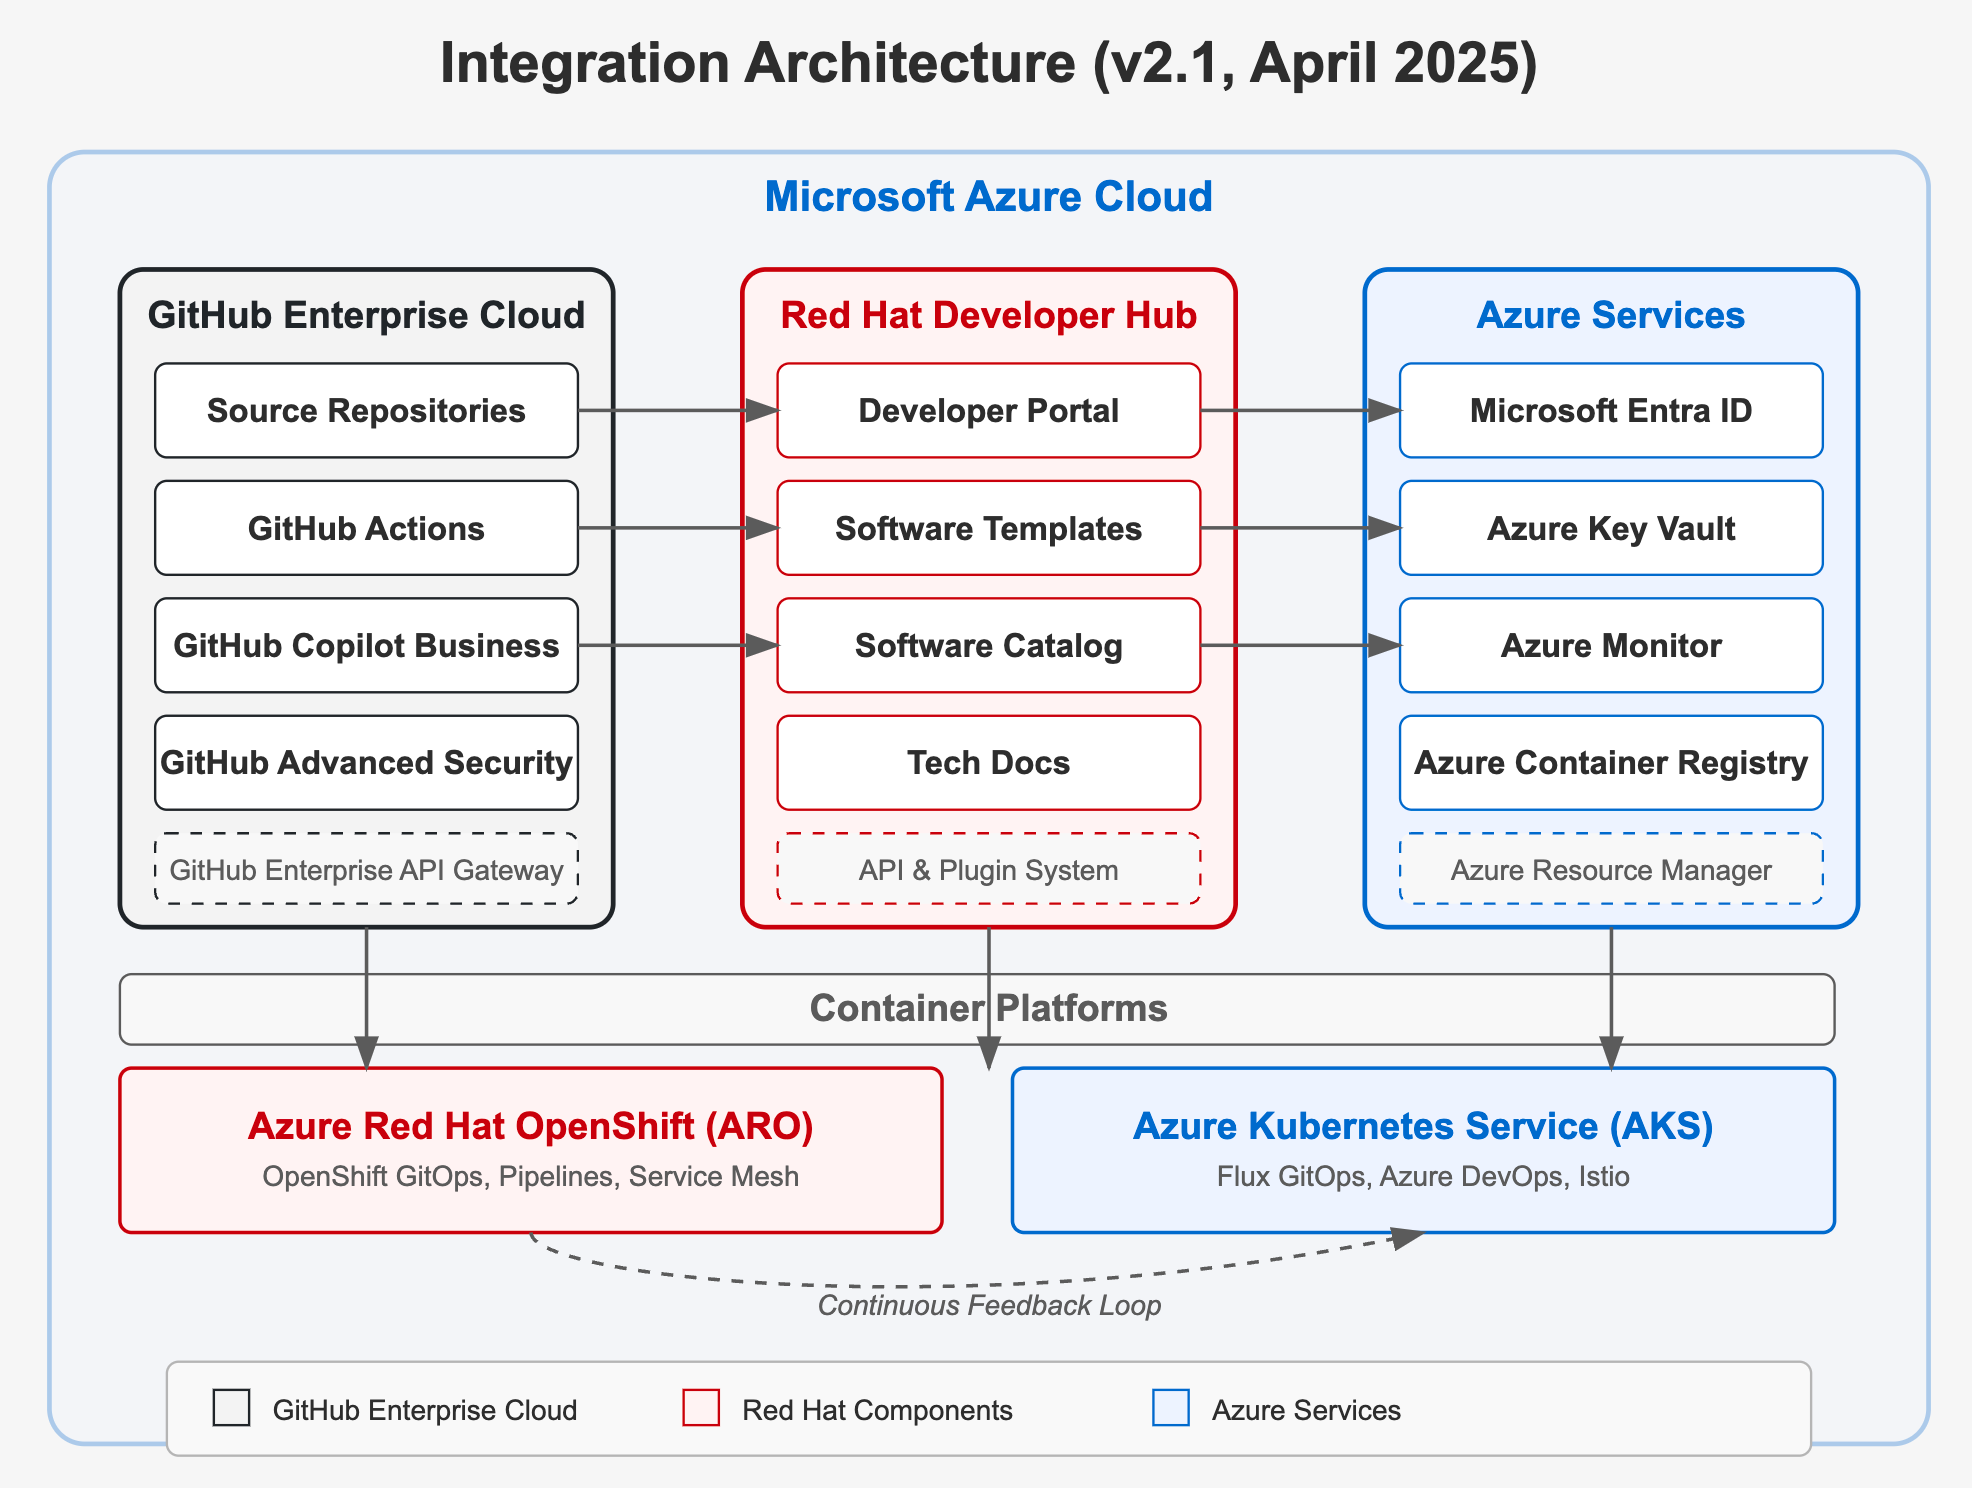 Integration Architecture (v2.1, April 2025)
Microsoft Azure Cloud
GitHub Enterprise Cloud
Source Repositories
GitHub Actions
GitHub Copilot Business
GitHub Advanced Security
GitHub Enterprise API Gateway
Red Hat Developer Hub
Developer Portal
Software Templates
Software Catalog
Tech Docs
API & Plugin System
Azure Services
Microsoft Entra ID
Azure Key Vault
Azure Monitor
Azure Container Registry
Azure Resource Manager
Container Platforms
Azure Red Hat OpenShift (ARO)
OpenShift GitOps, Pipelines, Service Mesh
Azure Kubernetes Service (AKS)
Flux GitOps, Azure DevOps, Istio
Continuous Feedback Loop
GitHub Enterprise Cloud
Red Hat Components
Azure Services